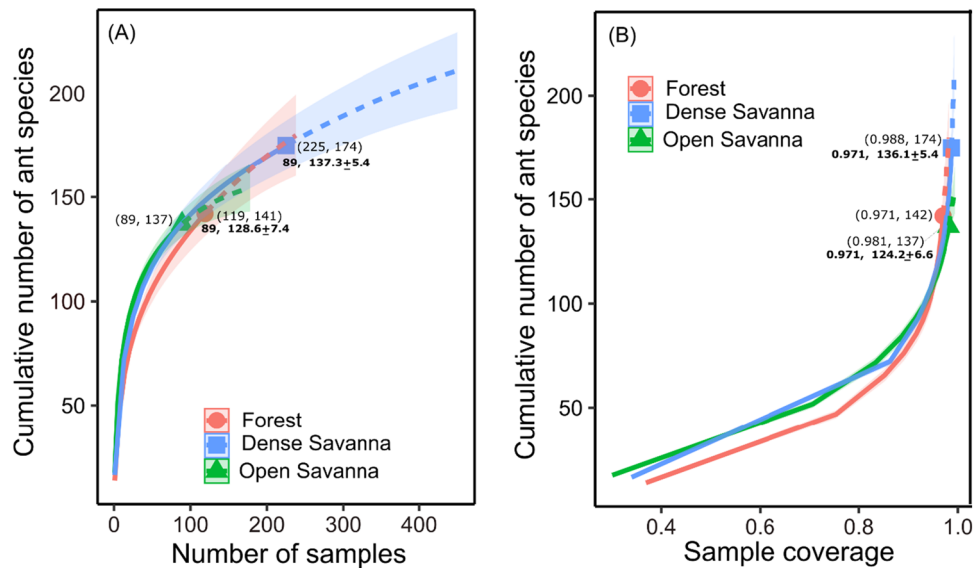 (A)
Cumulative number of ant species
200
150
100
50
(225, 174)
89, 137.3±5.4
(89, 137)
(119, 141)
89, 128.6±7.4
Forest
Dense Savanna
Open Savanna
0
100
200
300
400
Number of samples
(B)
Cumulative number of ant species
200
150
100
50
Forest
Dense Savanna
Open Savanna
(0.988, 174)
0.971, 136.1±5.4
(0.971, 142)
(0.981, 137)
0.971, 124.2±6.6
0.4
0.6
0.8
1.0
Sample coverage